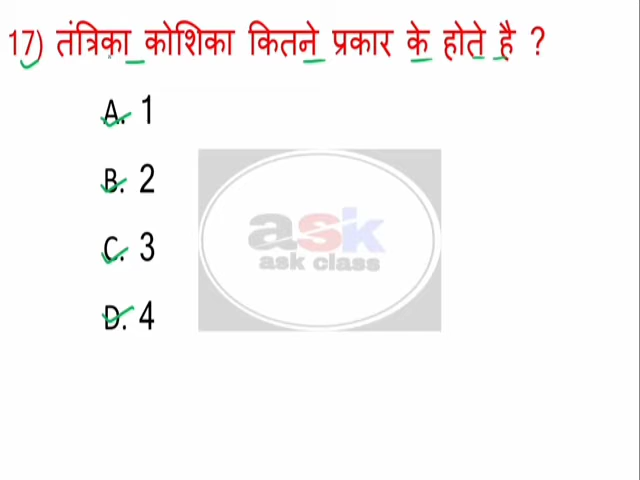 17) तंत्रिका कोशिका कितने प्रकार के होते है ?
A. 1
B. 2
C. 3
D. 4
ask
ask class